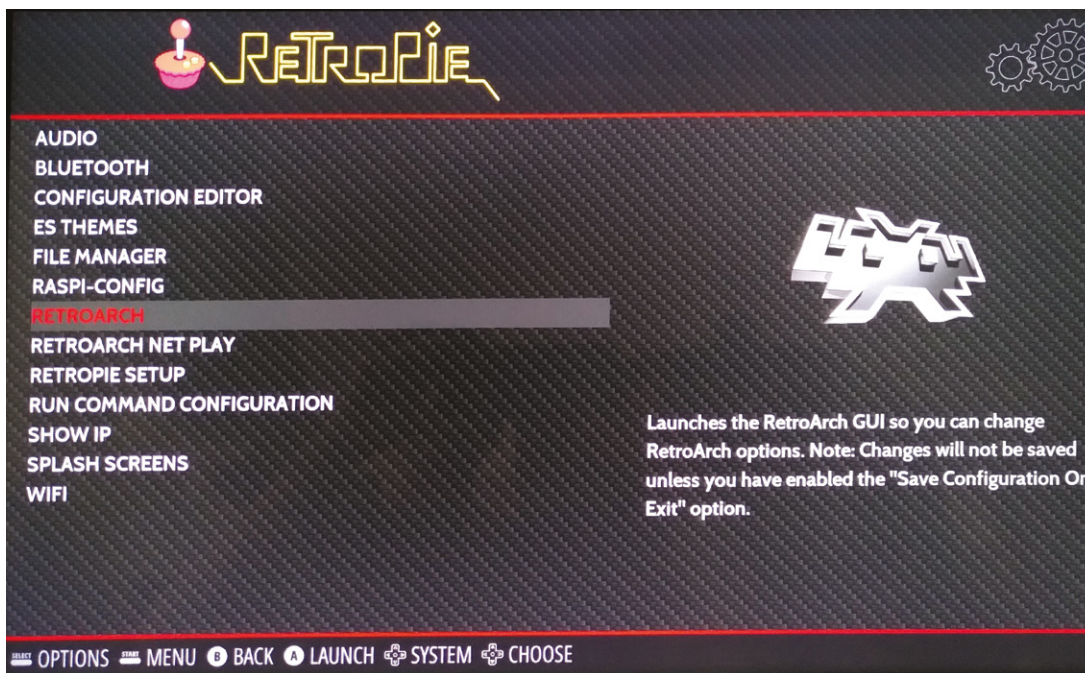 RETROPIE
AUDIO
BLUETOOTH
CONFIGURATION EDITOR
ES THEMES
FILE MANAGER
RASPI-CONFIG
RETROARCH
RETROARCH NET PLAY
RETROPIE SETUP
RUN COMMAND CONFIGURATION
SHOW IP
SPLASH SCREENS
WIFI
Launches the RetroArch GUI so you can change
RetroArch options. Note: Changes will not be saved
unless you have enabled the "Save Configuration On
Exit" option.
SELECT OPTIONS START MENU B BACK A LAUNCH SYSTEM CHOOSE